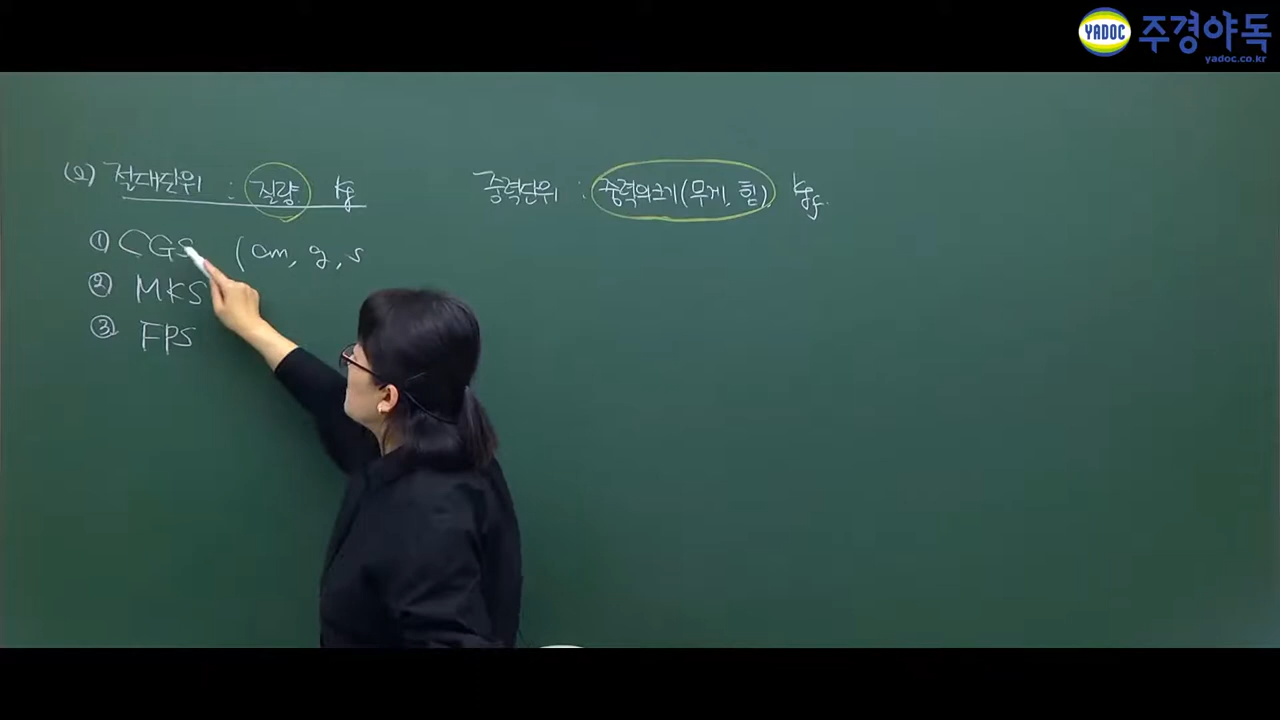 YADOC 주경야독
yadoc.co.kr
(2) 절대단위 : 질량. kg
중력단위 : 중력의크기(무게, 힘). kgf.
① CGS (cm, g, s
② MKS
③ FPS